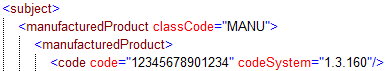 <subject>
<manufacturedProduct classCode="MANU">
<manufacturedProduct>
<code code="12345678901234" codeSystem="1.3.160"/>